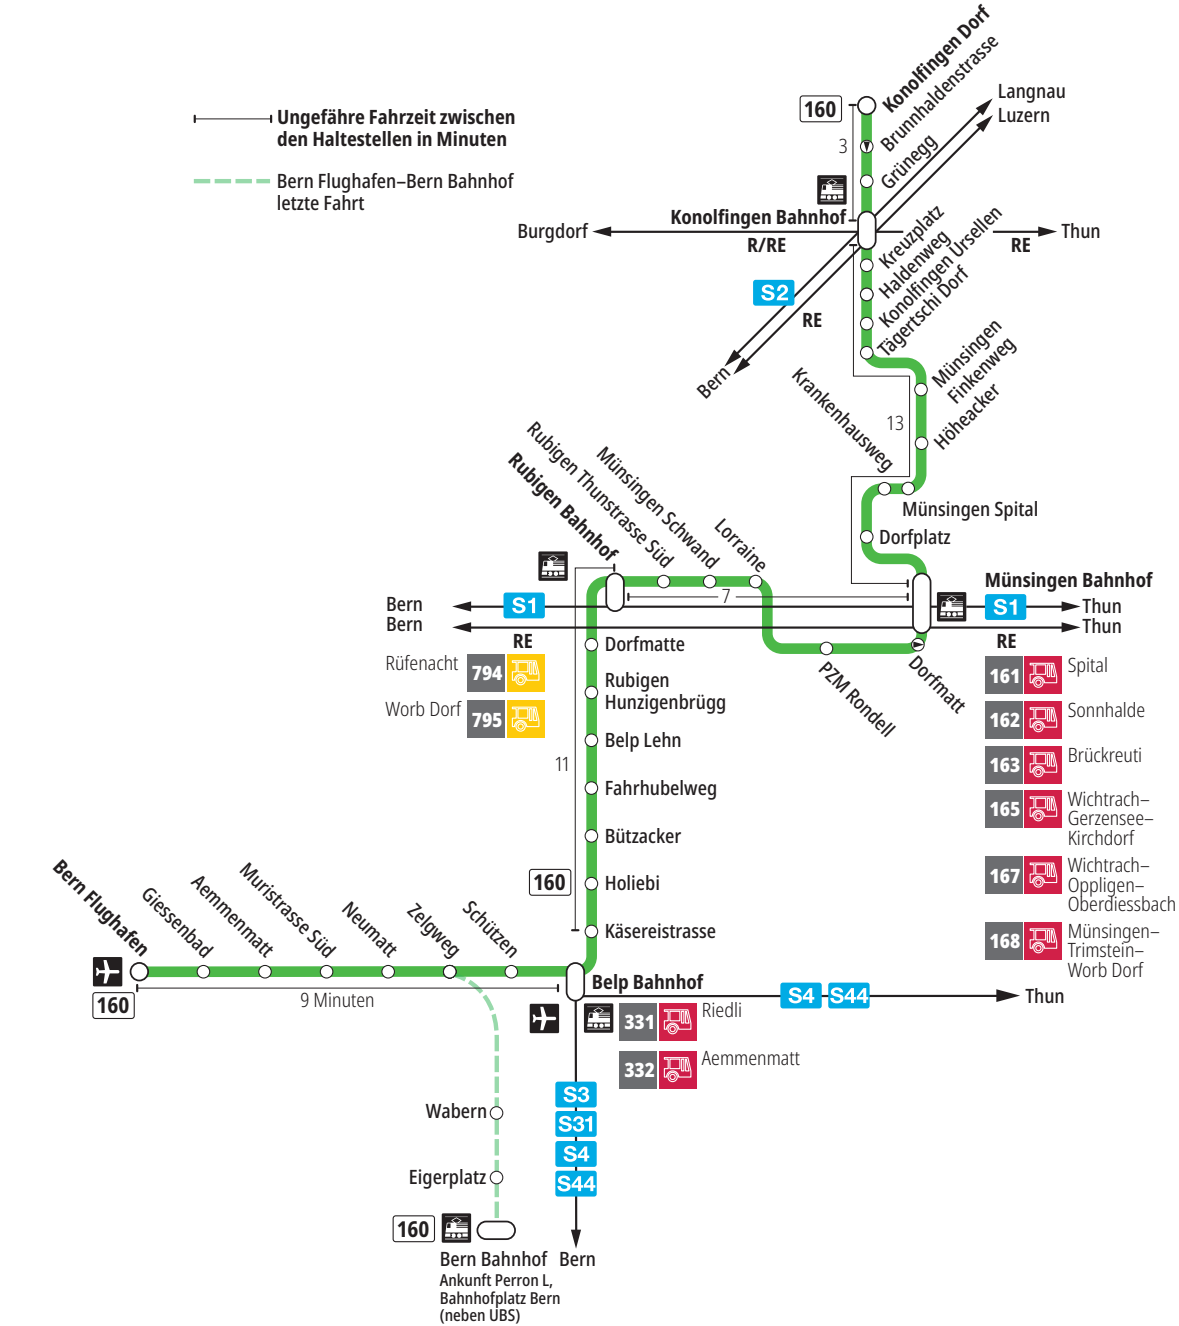 Ungefähre Fahrzeit zwischen
den Haltestellen in Minuten
Bern Flughafen–Bern Bahnhof
letzte Fahrt
160
Konolfingen Dorf
Brunnhaldenstrasse
3
Grünegg
Langnau
Luzern
Konolfingen Bahnhof
Burgdorf
R/RE
RE
Thun
Kreuzplatz
Haldenweg
Konolfingen Ursellen
Tägertschi Dorf
S2
RE
Bern
Münsingen
Finkenweg
Höheacker
13
Krankenhausweg
Münsingen Spital
Dorfplatz
Rubigen Bahnhof
Rubigen Thunstrasse Süd
Münsingen Schwand
Lorraine
7
Münsingen Bahnhof
Bern
S1
S1
Thun
Bern
RE
RE
Thun
PZM Rondell
Dorfmatt
Rüfenacht
794
Worb Dorf
795
161
Spital
162
Sonnhalde
163
Brückreuti
165
Wichtrach–
Gerzensee–
Kirchdorf
167
Wichtrach–
Oppligen–
Oberdiessbach
168
Münsingen–
Trimstein–
Worb Dorf
Dorfmatte
Rubigen
Hunzigenbrügg
Belp Lehn
11
Fahrhubelweg
Bützacker
160
Holiebi
Käsereistrasse
Bern Flughafen
Giessenbad
Aemmenmatt
Muristrasse Süd
Neumatt
Zelgweg
Schützen
160
9 Minuten
Belp Bahnhof
S4
S44
Thun
331
Riedli
332
Aemmenmatt
S3
S31
S4
S44
Bern
Wabern
Eigerplatz
160
Bern Bahnhof
Ankunft Perron L,
Bahnhofplatz Bern
(neben UBS)